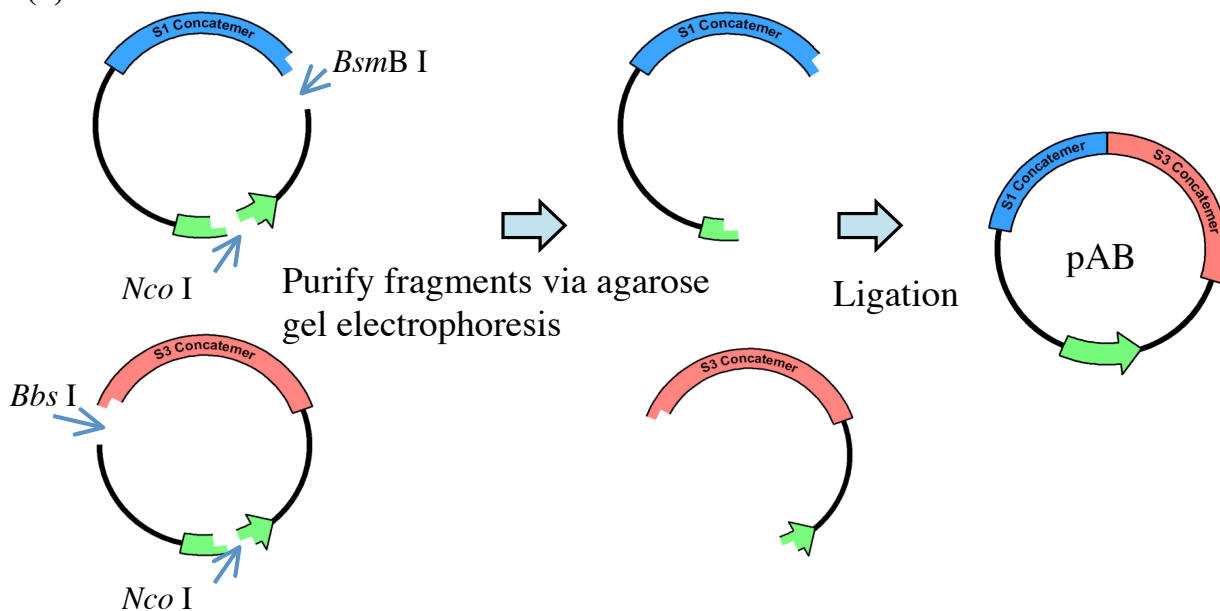 S1 Concatemer
BsmB I
Nco I
S1 Concatemer
Purify fragments via agarose
gel electrophoresis
Ligation
S1 Concatemer
S3 Concatemer
pAB
S3 Concatemer
Bbs I
Nco I
S3 Concatemer